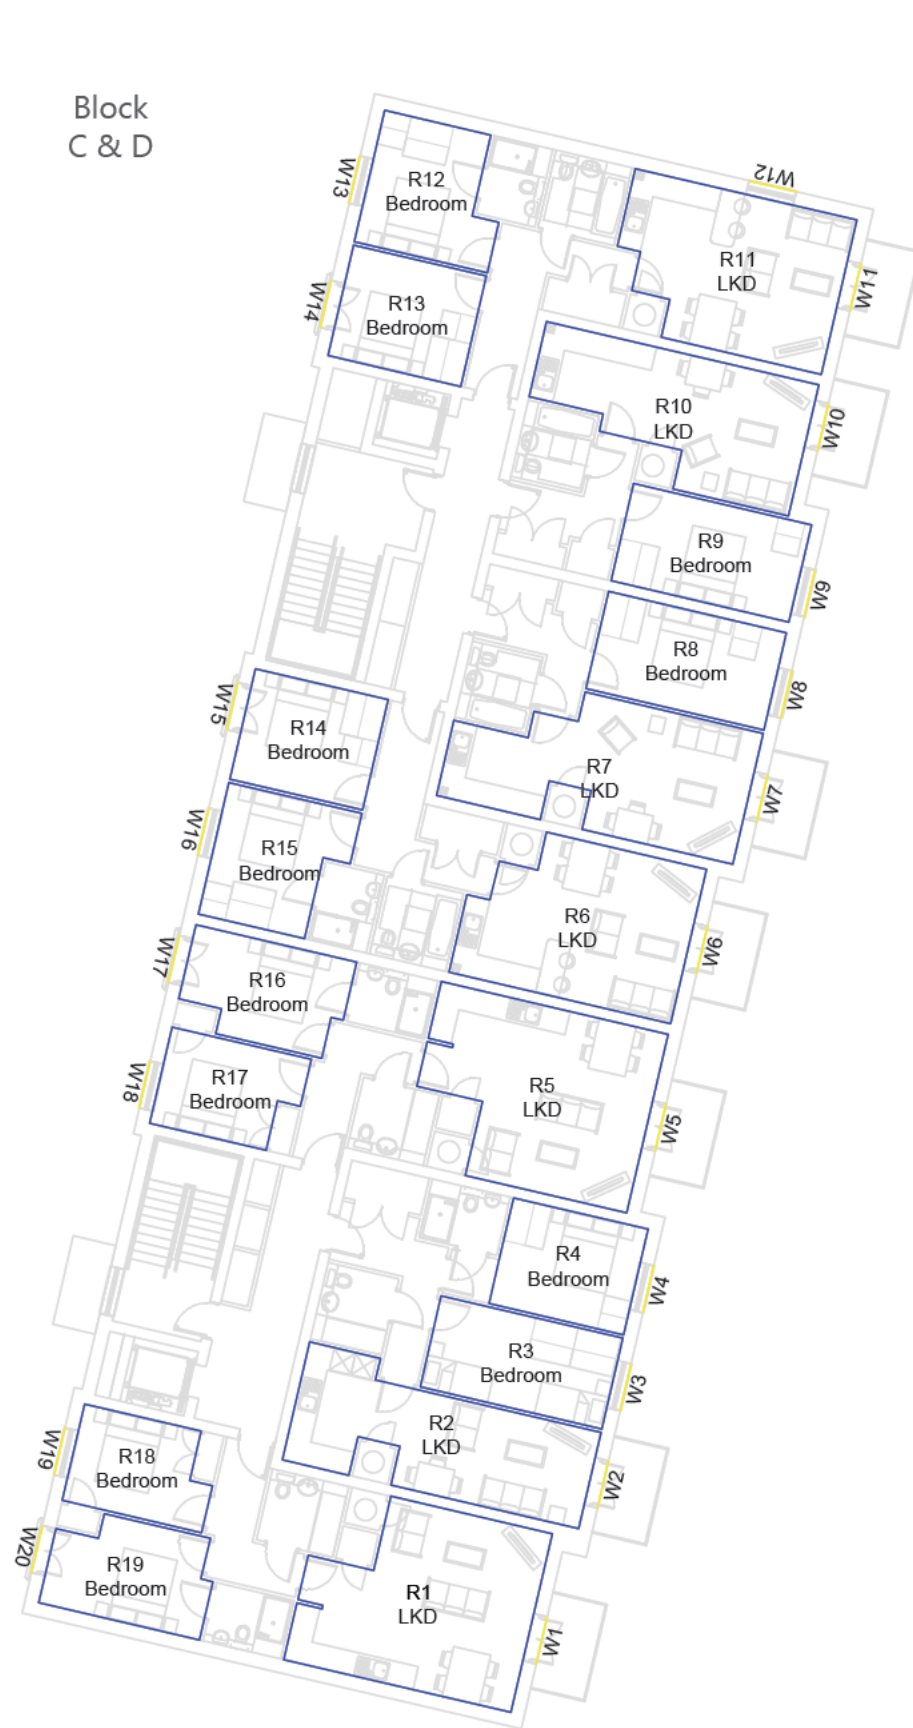 Block
C & D
W12
W13
R12
Bedroom
R11
LKD
W11
W14
R13
Bedroom
R10
LKD
W10
R9
Bedroom
W9
R8
Bedroom
W8
W15
R14
Bedroom
R7
LKD
W7
W16
R15
Bedroom
R6
LKD
W6
W17
R16
Bedroom
W18
R17
Bedroom
R5
LKD
W5
R4
Bedroom
W4
R3
Bedroom
W3
R2
LKD
W2
W19
R18
Bedroom
W20
R19
Bedroom
R1
LKD
W1